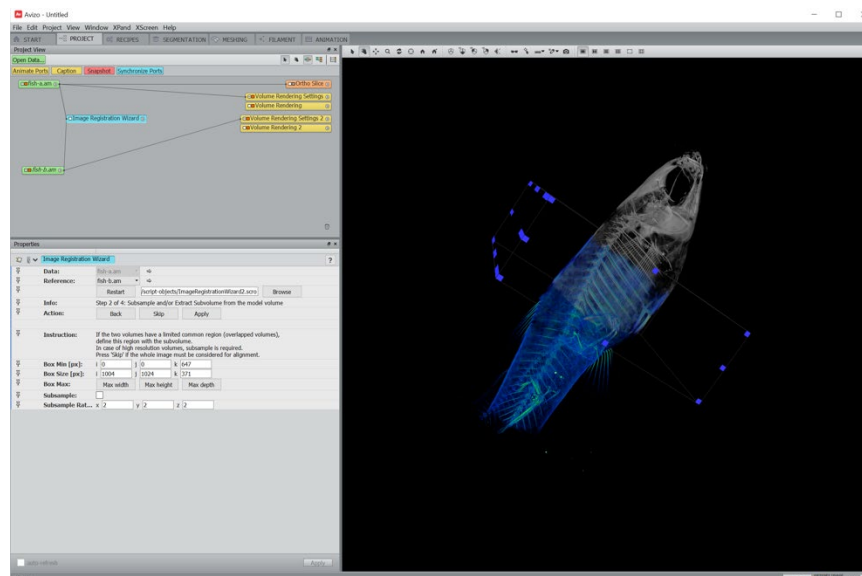 Avizo - Untitled
File Edit Project View Window XPand XScreen Help
START PROJECT RECIPES SEGMENTATION MESHING FILAMENT ANIMATION
Project View
Open Data...
Animate Ports Caption Snapshot Synchronize Ports
fish-a.am Ortho Slice
Volume Rendering Settings
Volume Rendering
Image Registration Wizard Volume Rendering Settings 2
Volume Rendering 2
fish-b.am
Properties
Image Registration Wizard ?
Data: fish-a.am
Reference: fish-b.am
Restart /script-objects/ImageRegistrationWizard2.scro Browse
Info: Step 2 of 4: Subsample and/or Extract Subvolume from the model volume
Action: Back Skip Apply
Instruction: If the two volumes have a limited common region (overlapped volumes),
define this region with the subvolume.
In case of high resolution volumes, subsample is required.
Press 'Skip' if the whole image must be considered for alignment.
Box Min [px]: i 0 j 0 k 647
Box Size [px]: i 1004 j 1024 k 371
Box Max: Max width Max height Max depth
Subsample:
Subsample Rat... x 2 y 2 z 2
auto-refresh Apply